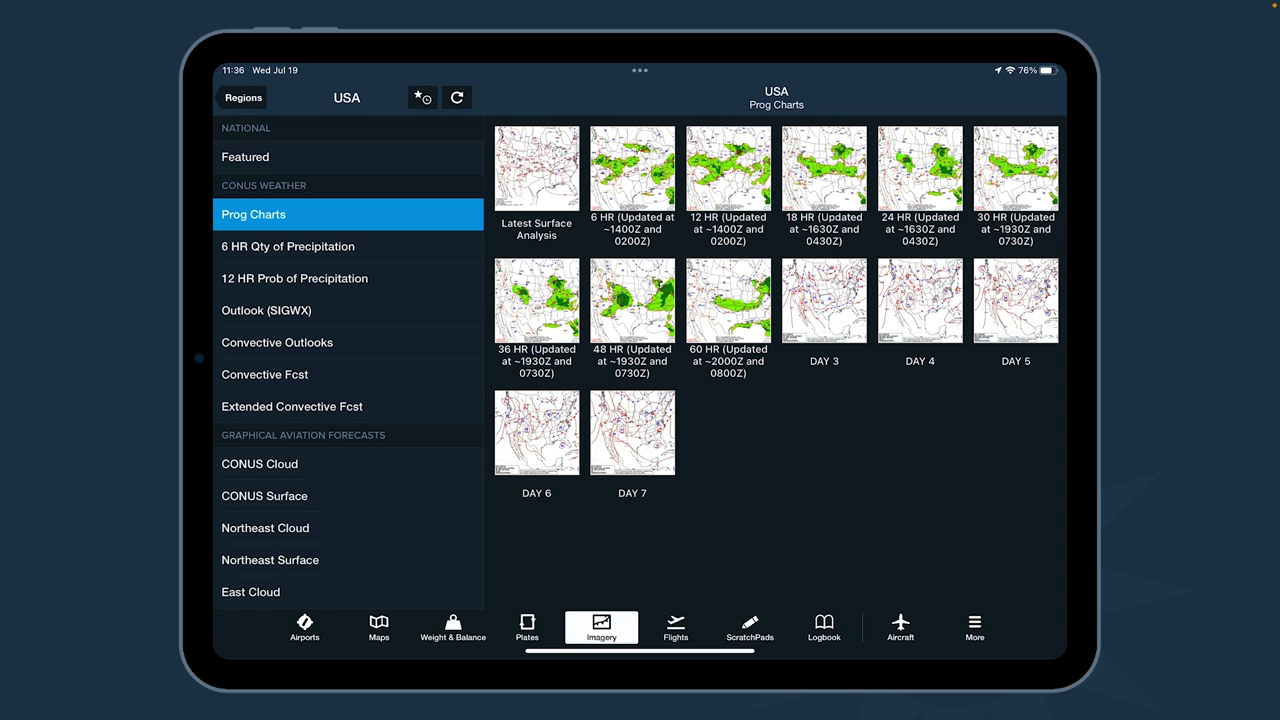 11:36 Wed Jul 19
76%
Regions
USA
USA
Prog Charts
NATIONAL
Featured
CONUS WEATHER
Prog Charts
6 HR Qty of Precipitation
12 HR Prob of Precipitation
Outlook (SIGWX)
Convective Outlooks
Convective Fcst
Extended Convective Fcst
GRAPHICAL AVIATION FORECASTS
CONUS Cloud
CONUS Surface
Northeast Cloud
Northeast Surface
East Cloud
Latest Surface
Analysis
6 HR (Updated at
~1400Z and
0200Z)
12 HR (Updated
at ~1400Z and
0200Z)
18 HR (Updated
at ~1630Z and
0430Z)
24 HR (Updated
at ~1630Z and
0430Z)
30 HR (Updated
at ~1930Z and
0730Z)
36 HR (Updated
at ~1930Z and
0730Z)
48 HR (Updated
at ~1930Z and
0730Z)
60 HR (Updated
at ~2000Z and
0800Z)
DAY 3
DAY 4
DAY 5
DAY 6
DAY 7
Airports
Maps
Weight & Balance
Plates
Imagery
Flights
ScratchPads
Logbook
Aircraft
More